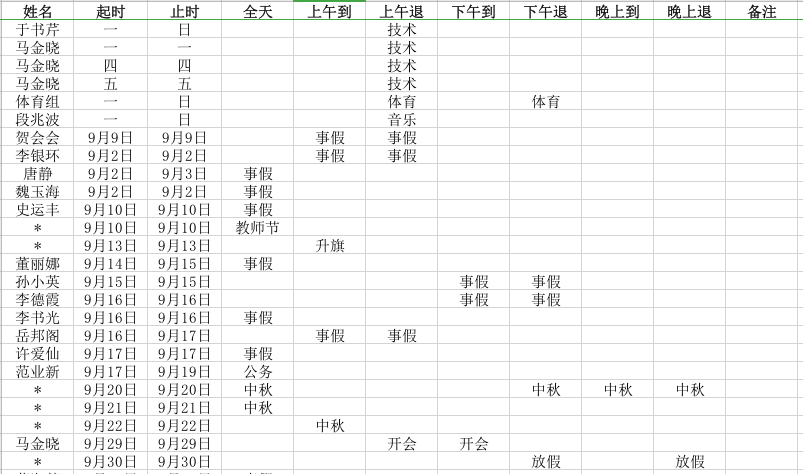 姓名 起时 止时 全天 上午到 上午退 下午到 下午退 晚上到 晚上退 备注
于书芹 一 日 技术
马金晓 一 一 技术
马金晓 四 四 技术
马金晓 五 五 技术
体育组 一 日 体育 体育
段兆波 一 日 音乐
贺会会 9月9日 9月9日 事假 事假
李银环 9月2日 9月2日 事假 事假
唐静 9月2日 9月3日 事假
魏玉海 9月2日 9月2日 事假
史运丰 9月10日 9月10日 事假
* 9月10日 9月10日 教师节
* 9月13日 9月13日 升旗
董丽娜 9月14日 9月15日 事假
孙小英 9月15日 9月15日 事假 事假
李德霞 9月16日 9月16日 事假 事假
李书光 9月16日 9月16日 事假
岳邦阁 9月16日 9月17日 事假 事假
许爱仙 9月17日 9月17日 事假
范业新 9月17日 9月19日 公务
* 9月20日 9月20日 中秋 中秋 中秋 中秋
* 9月21日 9月21日 中秋
* 9月22日 9月22日 中秋
马金晓 9月29日 9月29日 开会 开会
* 9月30日 9月30日 放假 放假